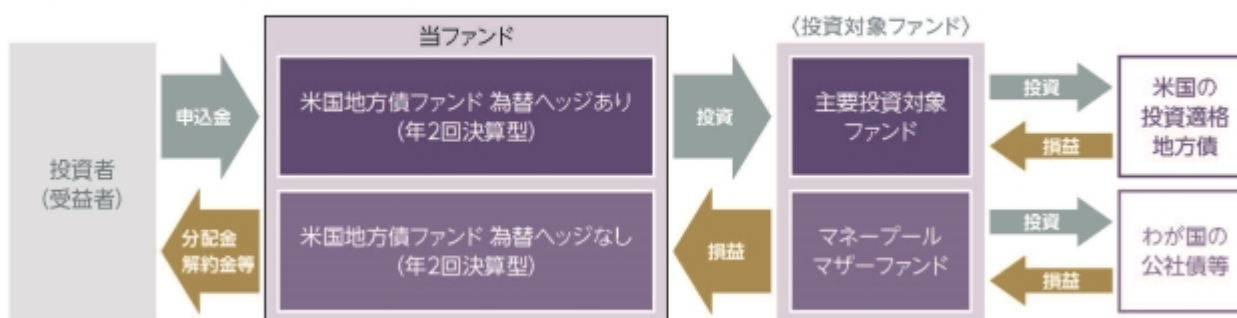 当ファンド
〈投資対象ファンド〉
投資者
(受益者)
申込金
分配金
解約金等
米国地方債ファンド 為替ヘッジあり
(年2回決算型)
米国地方債ファンド 為替ヘッジなし
(年2回決算型)
投資
損益
主要投資対象
ファンド
マネープール
マザーファンド
投資
損益
投資
損益
米国の
投資適格
地方債
わが国の
公社債等